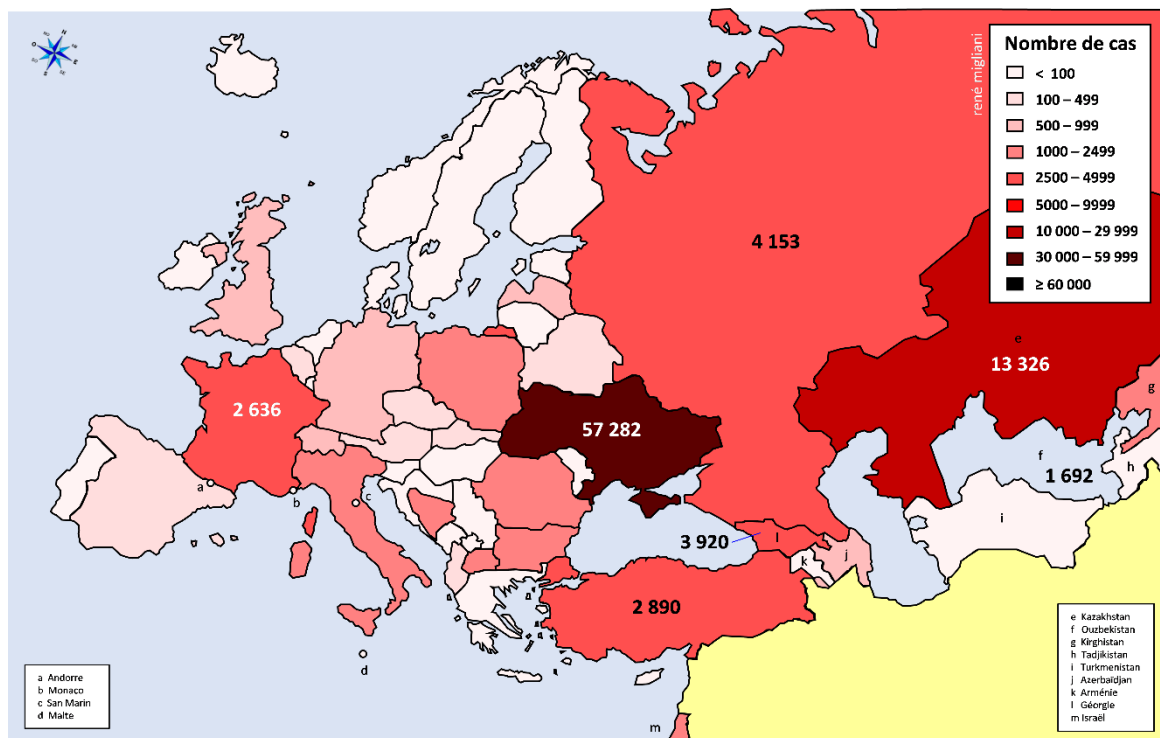 N
O
E
S
rené migliani
Nombre de cas
< 100
100 – 499
500 – 999
1000 – 2499
2500 – 4999
5000 – 9999
10 000 – 29 999
30 000 – 59 999
≥ 60 000
4 153
e
13 326
g
2 636
57 282
f
1 692
h
a
b
c
i
3 920
l
k
j
2 890
d
m
a Andorre
b Monaco
c San Marin
d Malte
e Kazakhstan
f Ouzbekistan
g Kirghistan
h Tadjikistan
i Turkmenistan
j Azerbaïdjan
k Arménie
l Géorgie
m Israël